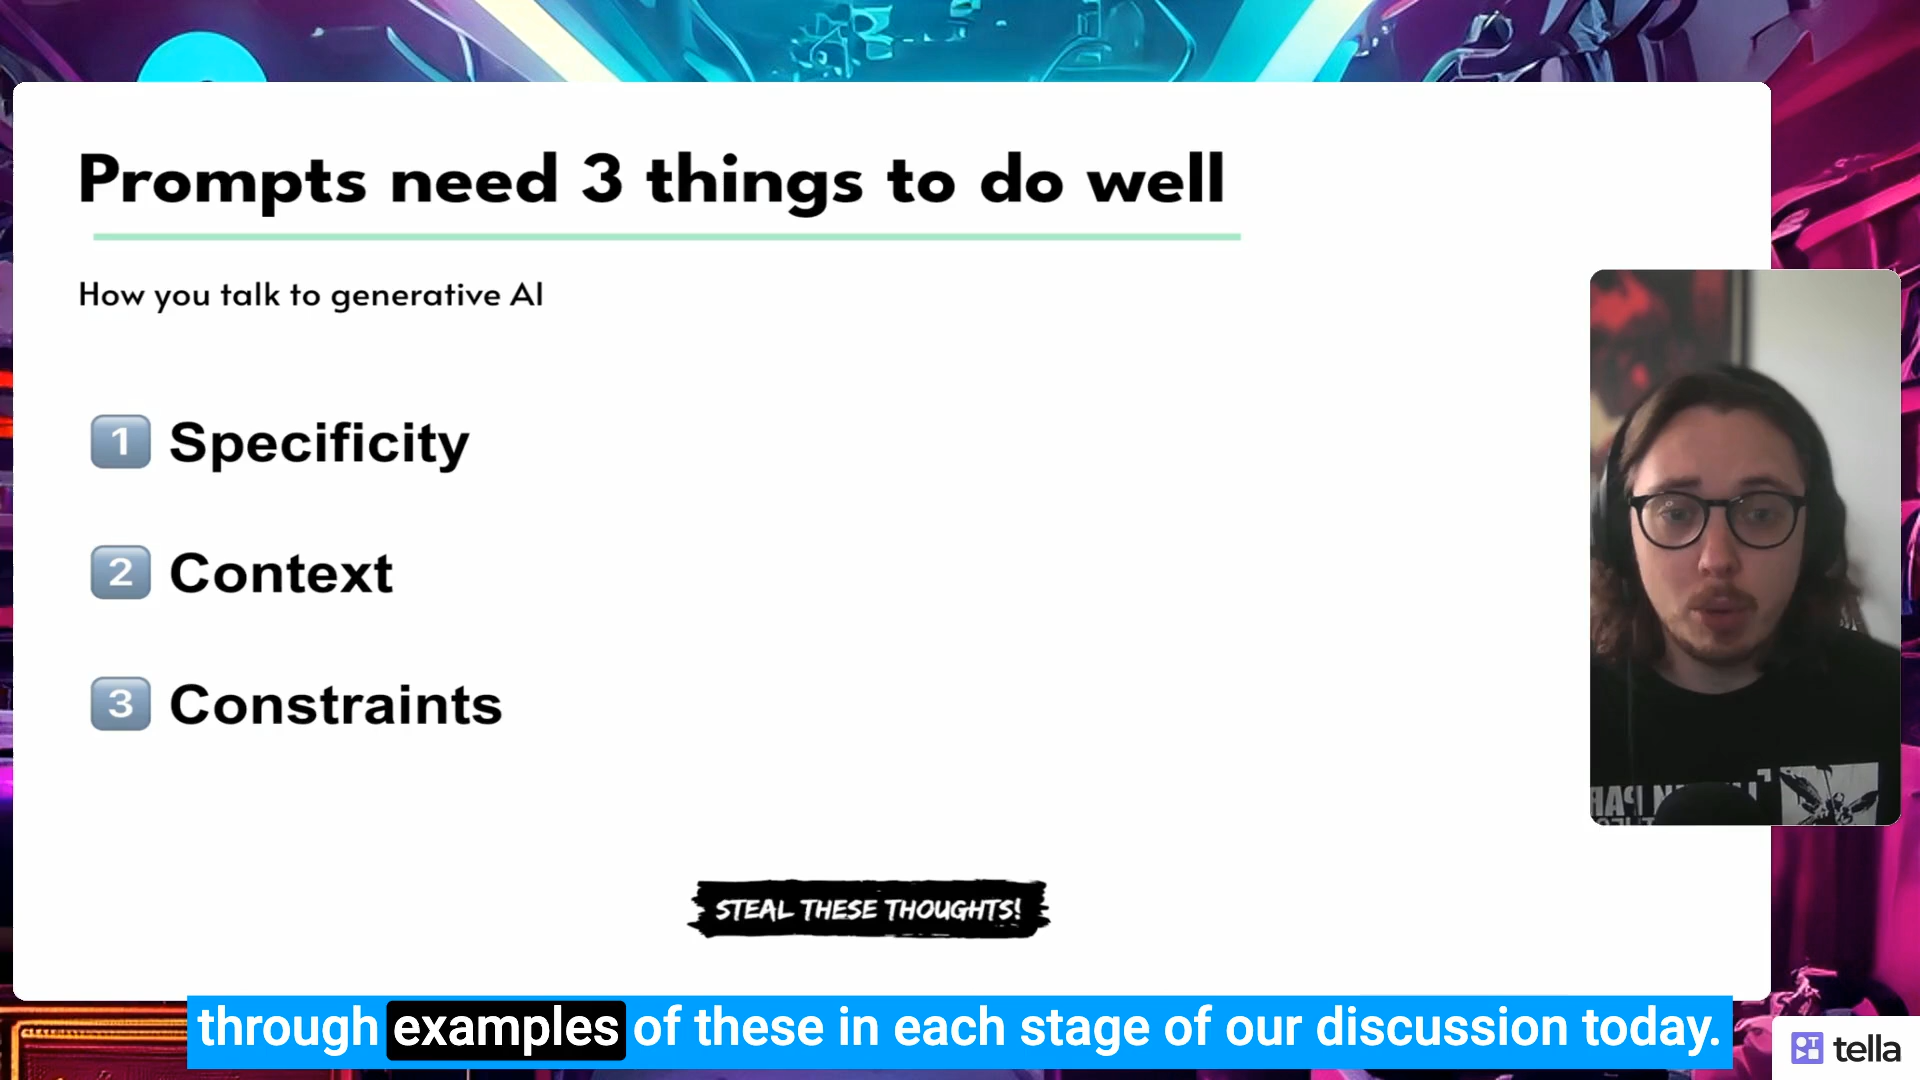 Prompts need 3 things to do well
How you talk to generative AI
1 Specificity
2 Context
3 Constraints
STEAL THESE THOUGHTS!
through examples of these in each stage of our discussion today.
tella